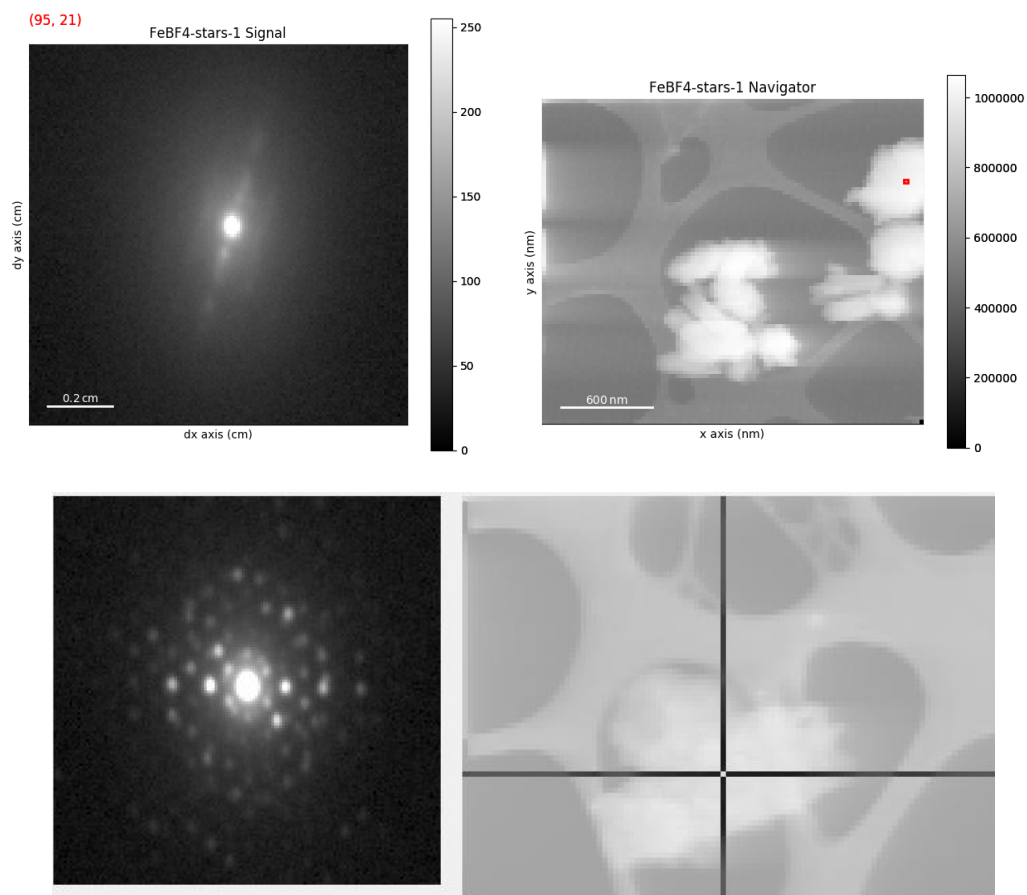 (95, 21)
FeBF4-stars-1 Signal
dy axis (cm)
0.2 cm
dx axis (cm)
250
200
150
100
50
0
FeBF4-stars-1 Navigator
y axis (nm)
600 nm
x axis (nm)
1000000
800000
600000
400000
200000
0